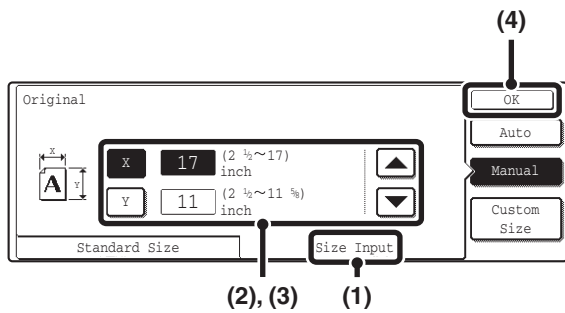 (4)
Original
OK
Auto
Manual
Custom
Size
X
Y
A
X 17 (2 ½~17)
inch
Y 11 (2 ½~11 ⅝)
inch
Standard Size
Size Input
(2), (3)
(1)